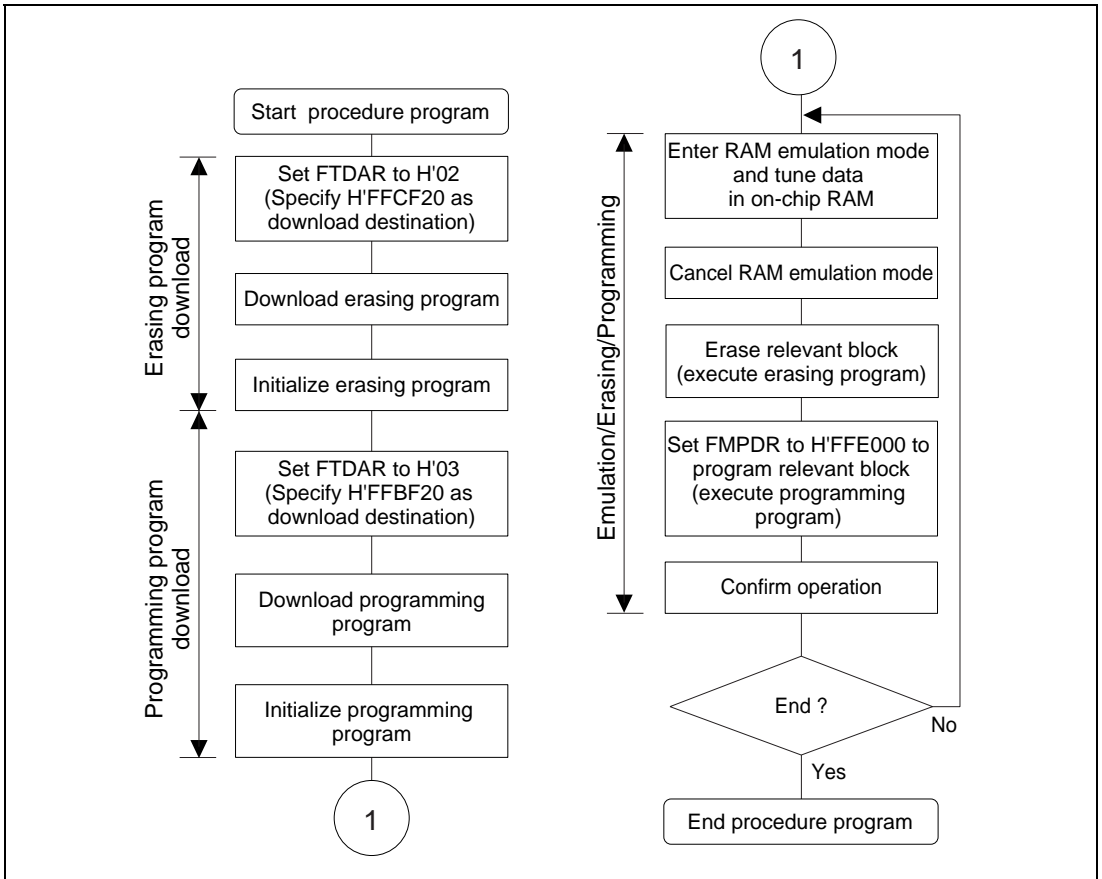 Start procedure program
Erasing program
download
Set FTDAR to H'02
(Specify H'FFCF20 as
download destination)
Download erasing program
Initialize erasing program
Programming program
download
Set FTDAR to H'03
(Specify H'FFBF20 as
download destination)
Download programming
program
Initialize programming
program
1
1
Emulation/Erasing/Programming
Enter RAM emulation mode
and tune data
in on-chip RAM
Cancel RAM emulation mode
Erase relevant block
(execute erasing program)
Set FMPDR to H'FFE000 to
program relevant block
(execute programming
program)
Confirm operation
End ?
No
Yes
End procedure program